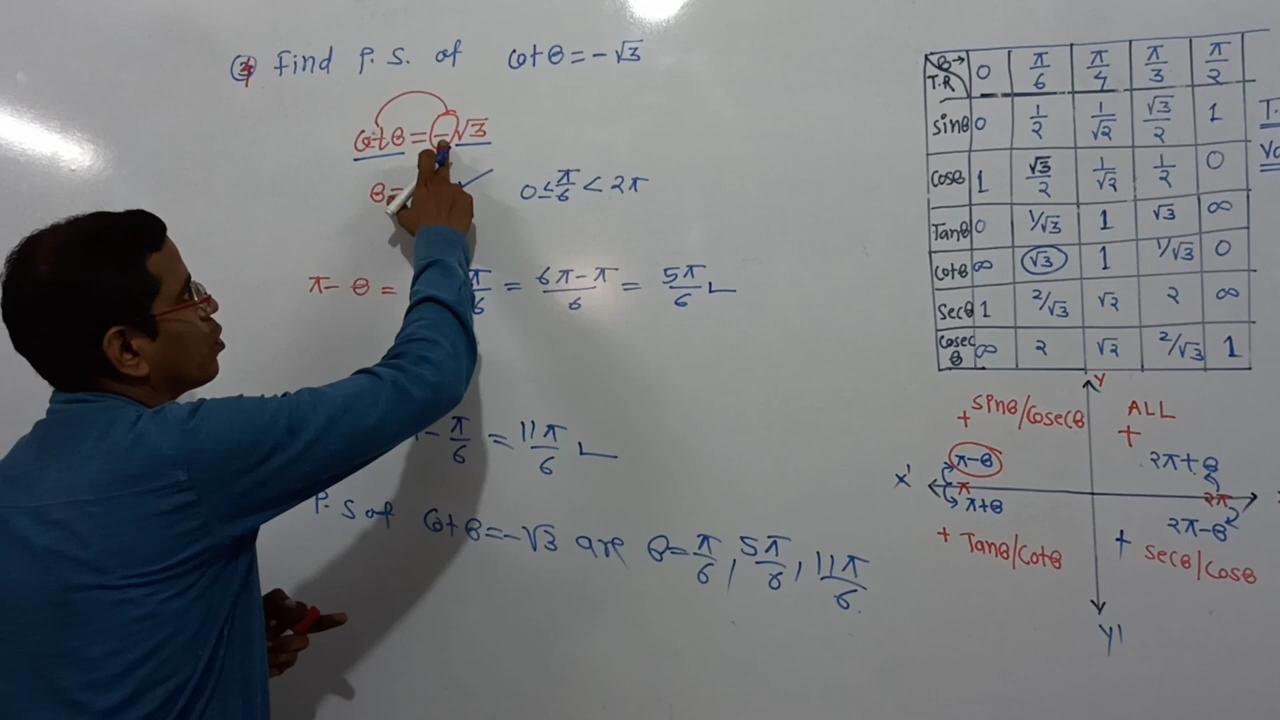 ④ Find P.S. of cotθ = -√3
cotθ = -√3
θ = 0 ≤ π/6 < 2π
π - θ = π/6 = 6π-π/6 = 5π/6
- π/6 = 11π/6
P.S of cotθ = -√3 are θ = π/6, 5π/6, 11π/6
θ→ T.R 0 π/6 π/4 π/3 π/2
sinθ 0 1/2 1/√2 √3/2 1
cosθ 1 √3/2 1/√2 1/2 0
Tanθ 0 1/√3 1 √3 ∞
cotθ ∞ √3 1 1/√3 0
secθ 1 2/√3 √2 2 ∞
cosec θ ∞ 2 √2 2/√3 1
T.
Y
+ sinθ/cosecθ
ALL +
π-θ
2π+θ
X'
π
2π
π+θ
2π-θ
+ Tanθ/cotθ
+ secθ/cosθ
Y'